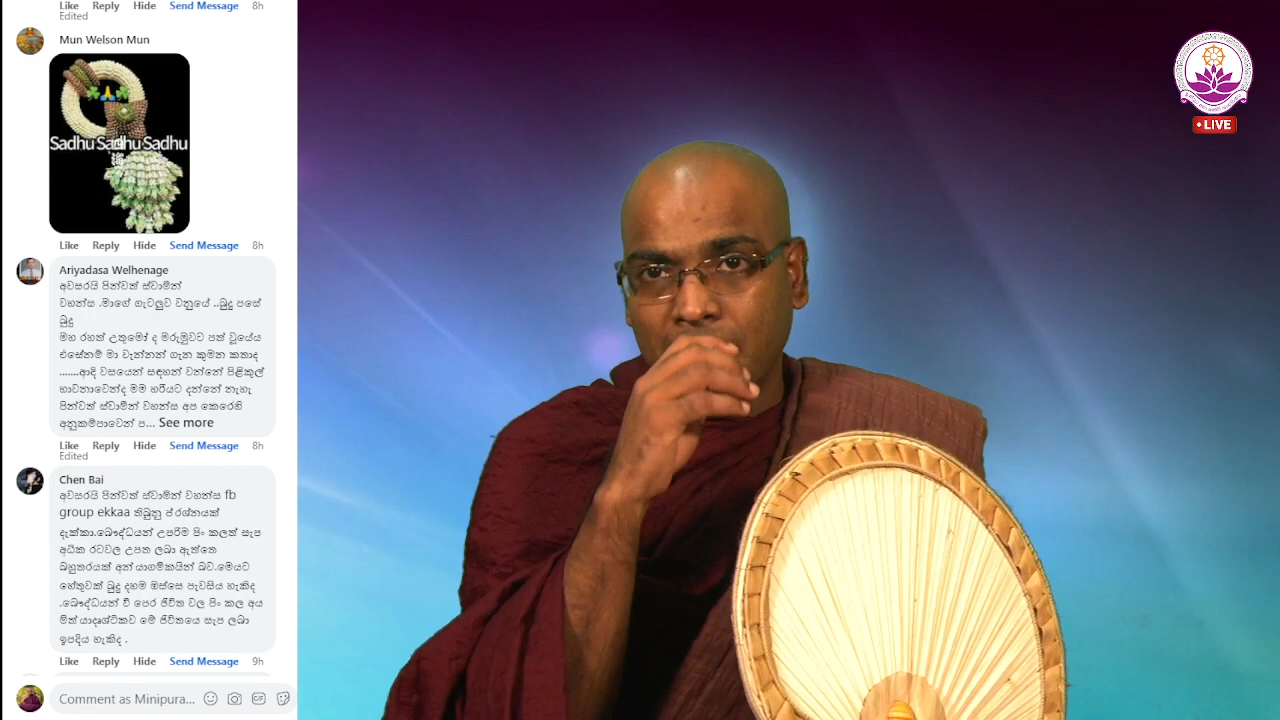 Like Reply Hide Send Message 8h
Edited
Mun Welson Mun
Sadhu Sadhu Sadhu
Like Reply Hide Send Message 8h
Ariyadasa Welhenage
අවසරයි පින්වත් ස්වාමින්
වහන්ස .මාගේ ගැටලුව වනුයේ ..බුදු පසේ
බුදු
මහ රහත් උතුමෝ ද මරුමුවට පත් වූයේය
එසේනම් මා වැන්නන් ගැන කුමන කතාද
.......ආදි වසයෙන් සඳහන් වන්නේ පිළිකුල්
භාවනාවෙන්ද මම හරියට දන්නේ නැහැ
පින්වත් ස්වාමින් වහන්ස අප කෙරෙහි
අනුකම්පාවෙන් ප... See more
Like Reply Hide Send Message 8h
Edited
Chen Bai
අවසරයි පින්වත් ස්වාමින් වහන්ස fb
group ekkaa තිබුනු ප්රශ්නයක්
දැක්කා.බෞද්ධයන් උපරිම පිං කලත් සැප
අධික රටවල උපත ලබා ඇත්තෙ
බහුතරයක් අන් යාගමිකයින් බව.මෙයට
හේතුවක් බුදු දහම ඔස්සෙ පැවසිය හැකිද
.බෞද්ධයන් වී පෙර ජීවිත වල පිං කල අය
මිත් යාදෘශ්ටිකව මේ ජිවිතයෙ සැප ලබා
ඉපදිය හැකිද .
Like Reply Hide Send Message 9h
Comment as Minipura...
GIF
• LIVE